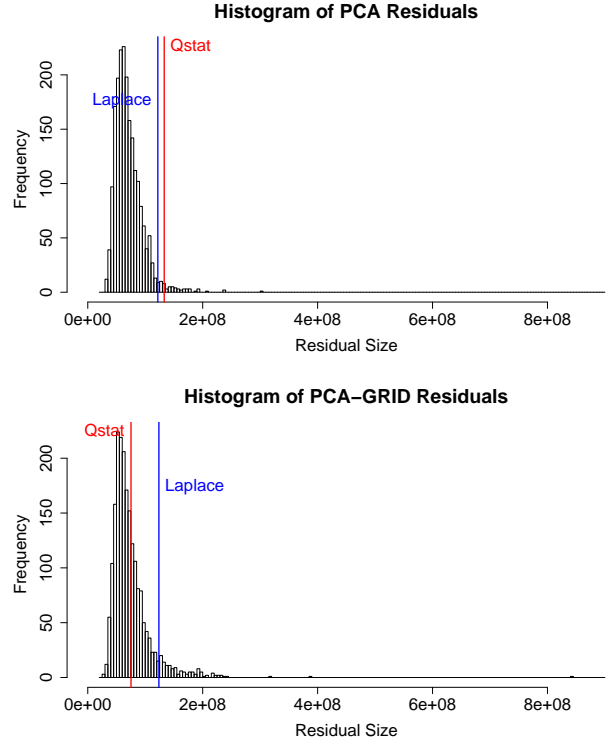 Histogram of PCA Residuals
Qstat
Laplace
Frequency
200
150
100
50
0
0e+00 2e+08 4e+08 6e+08 8e+08
Residual Size
Histogram of PCA−GRID Residuals
Qstat
Laplace
Frequency
200
150
100
50
0
0e+00 2e+08 4e+08 6e+08 8e+08
Residual Size